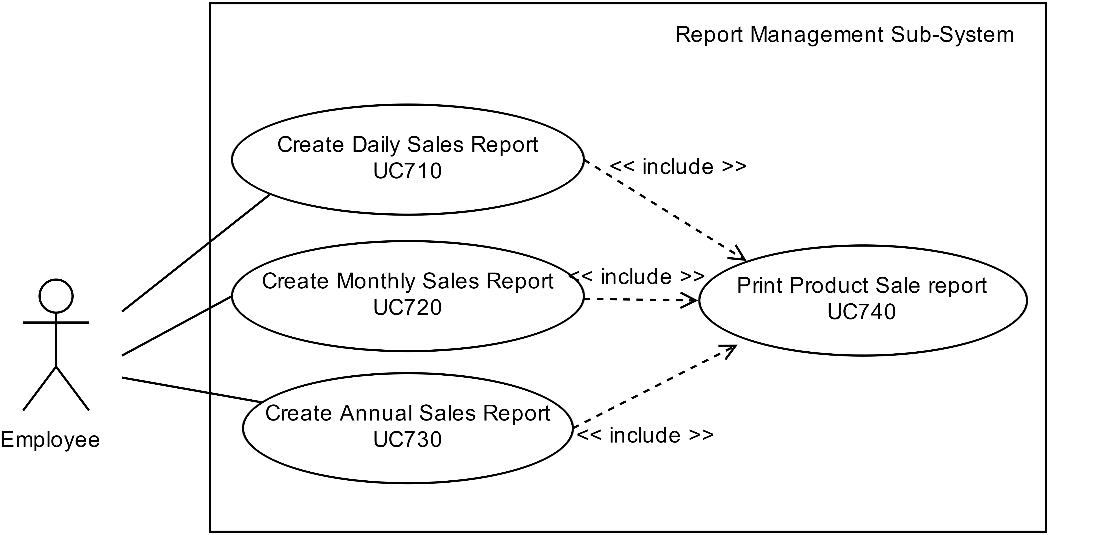 Report Management Sub-System
Create Daily Sales Report
UC710
<< include >>
Create Monthly Sales Report
UC720
<< include >>
Print Product Sale report
UC740
Create Annual Sales Report
UC730
<< include >>
Employee